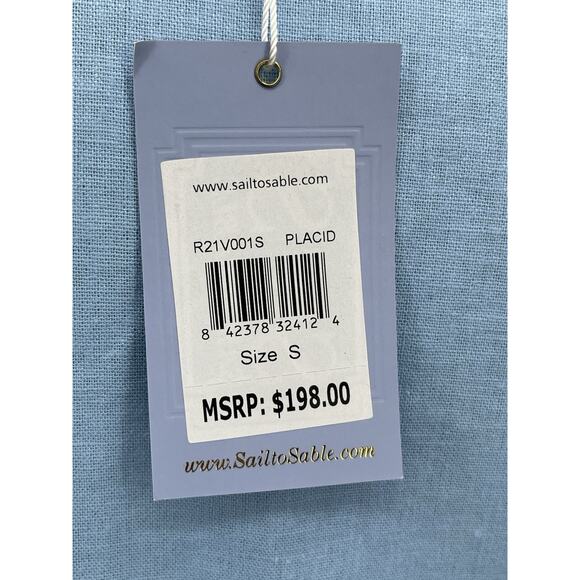 www.sailtosable.com
R21V001S PLACID
8 42378 32412 4
Size S
MSRP: $198.00
www.SailtoSable.com